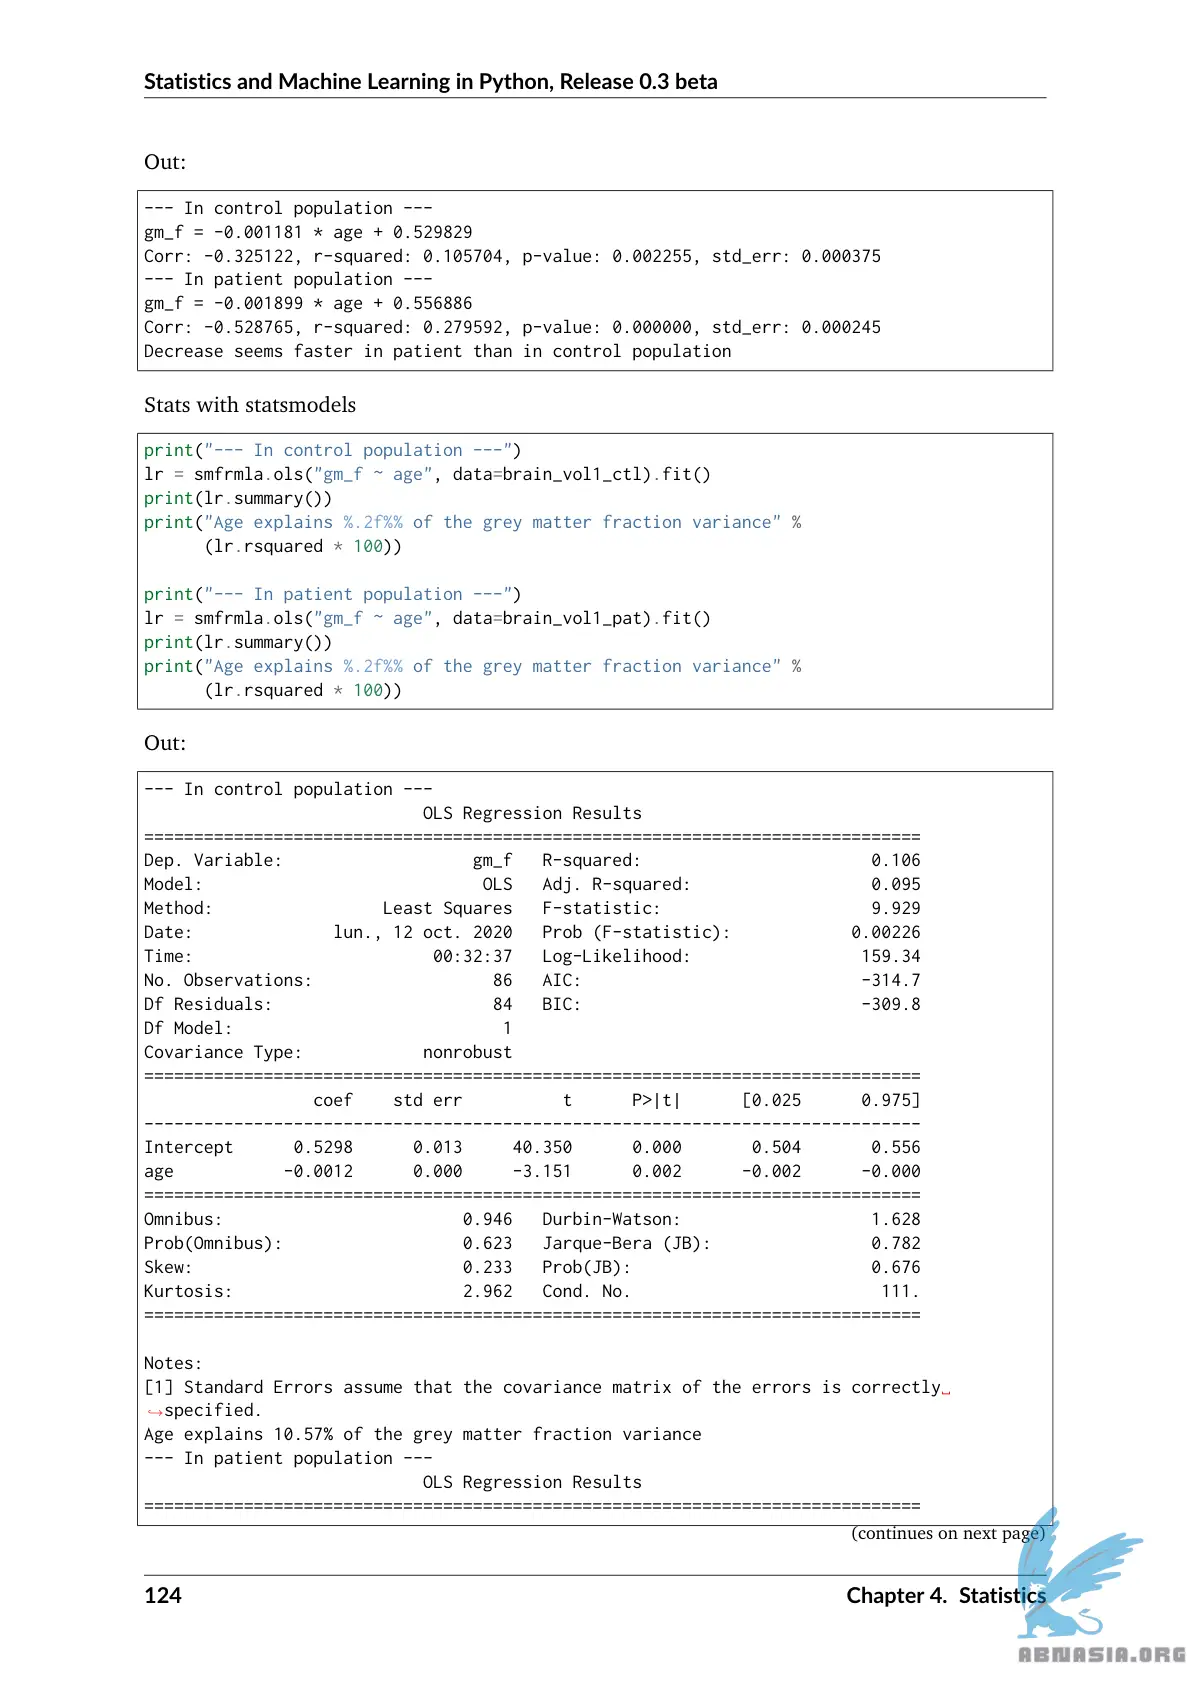 Statistics and Machine Learning in Python, Release 0.3 beta
Out:
--- In control population ---
gm_f = -0.001181 * age + 0.529829
Corr: -0.325122, r-squared: 0.105704, p-value: 0.002255, std_err: 0.000375
--- In patient population ---
gm_f = -0.001899 * age + 0.556886
Corr: -0.528765, r-squared: 0.279592, p-value: 0.000000, std_err: 0.000245
Decrease seems faster in patient than in control population
Stats with statsmodels
print("--- In control population ---")
lr = smfrmla.ols("gm_f ~ age", data=brain_vol1_ctl).fit()
print(lr.summary())
print("Age explains %.2f%% of the grey matter fraction variance" %
      (lr.rsquared * 100))
print("--- In patient population ---")
lr = smfrmla.ols("gm_f ~ age", data=brain_vol1_pat).fit()
print(lr.summary())
print("Age explains %.2f%% of the grey matter fraction variance" %
      (lr.rsquared * 100))
Out:
--- In control population ---
                            OLS Regression Results
==============================================================================
Dep. Variable:                   gm_f   R-squared:                       0.106
Model:                            OLS   Adj. R-squared:                  0.095
Method:                 Least Squares   F-statistic:                     9.929
Date:              lun., 12 oct. 2020   Prob (F-statistic):            0.00226
Time:                        00:32:37   Log-Likelihood:                 159.34
No. Observations:                  86   AIC:                            -314.7
Df Residuals:                      84   BIC:                            -309.8
Df Model:                           1
Covariance Type:            nonrobust
==============================================================================
                 coef    std err          t      P>|t|      [0.025      0.975]
------------------------------------------------------------------------------
Intercept      0.5298      0.013     40.350      0.000       0.504       0.556
age           -0.0012      0.000     -3.151      0.002      -0.002      -0.000
==============================================================================
Omnibus:                        0.946   Durbin-Watson:                   1.628
Prob(Omnibus):                  0.623   Jarque-Bera (JB):                0.782
Skew:                           0.233   Prob(JB):                        0.676
Kurtosis:                       2.962   Cond. No.                         111.
==============================================================================
Notes:
[1] Standard Errors assume that the covariance matrix of the errors is correctly␣
↪specified.
Age explains 10.57% of the grey matter fraction variance
--- In patient population ---
                            OLS Regression Results
==============================================================================
(continues on next page)
124 Chapter 4. Statistics
ABNASIA.ORG